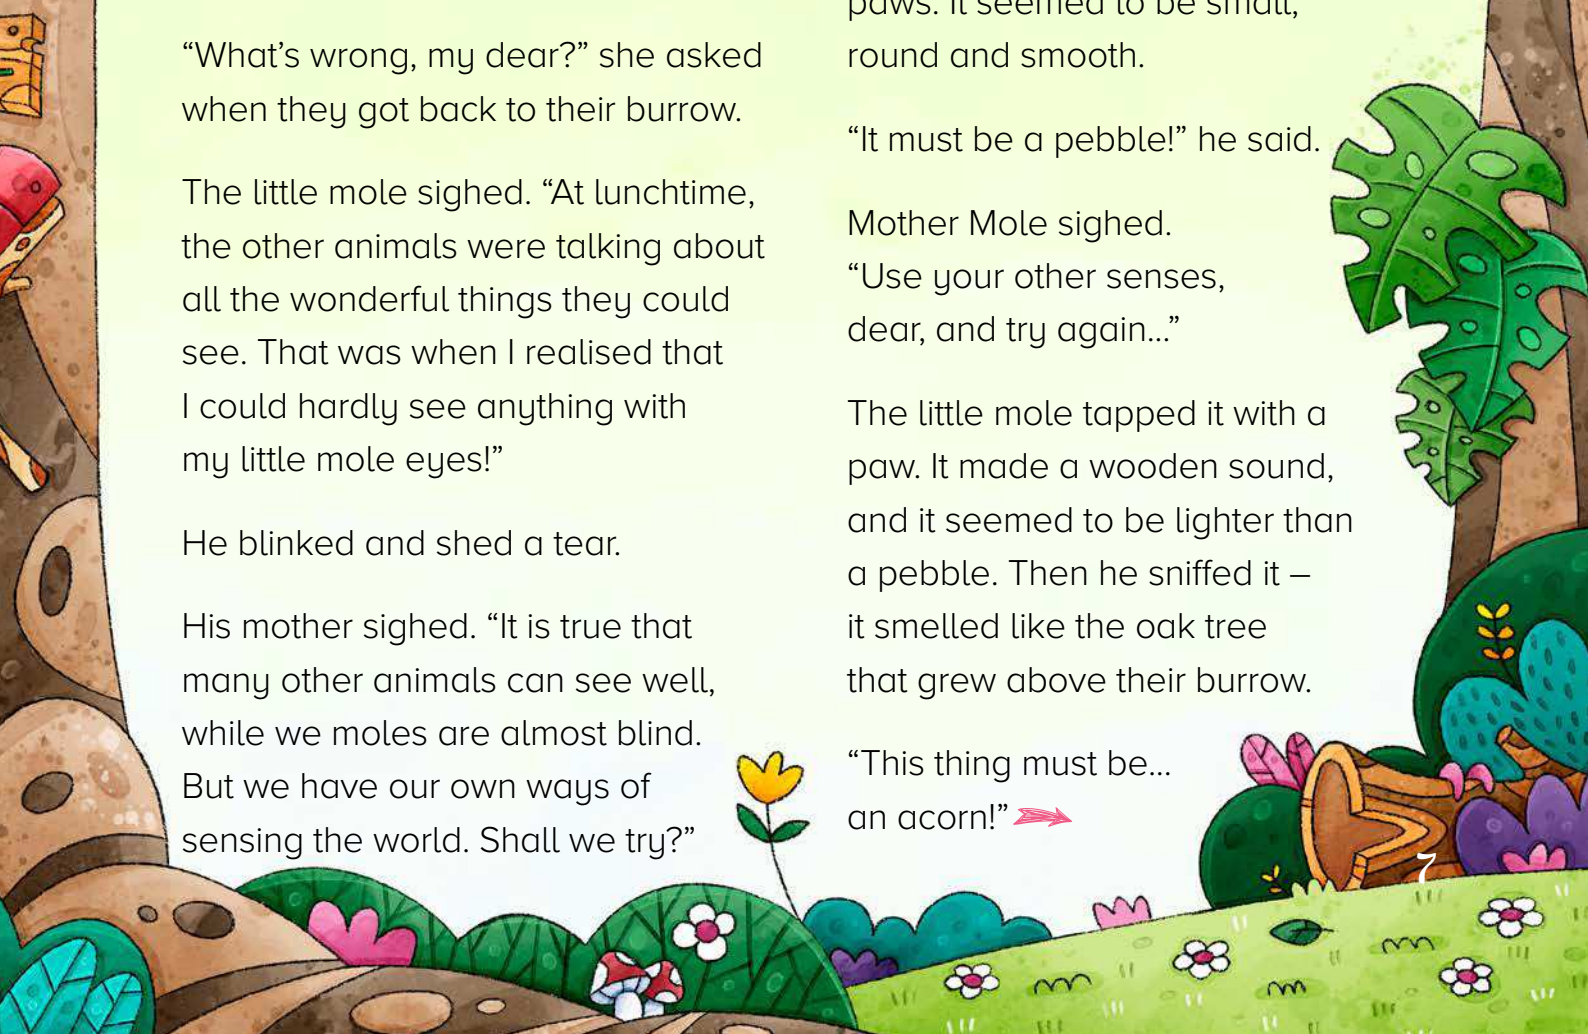 “What’s wrong, my dear?” she asked
when they got back to their burrow.
The little mole sighed. “At lunchtime,
the other animals were talking about
all the wonderful things they could
see. That was when I realised that
I could hardly see anything with
my little mole eyes!”
He blinked and shed a tear.
His mother sighed. “It is true that
many other animals can see well,
while we moles are almost blind.
But we have our own ways of
sensing the world. Shall we try?”
paws. It seemed to be small,
round and smooth.
“It must be a pebble!” he said.
Mother Mole sighed.
“Use your other senses,
dear, and try again...”
The little mole tapped it with a
paw. It made a wooden sound,
and it seemed to be lighter than
a pebble. Then he sniffed it –
it smelled like the oak tree
that grew above their burrow.
“This thing must be...
an acorn!”
7